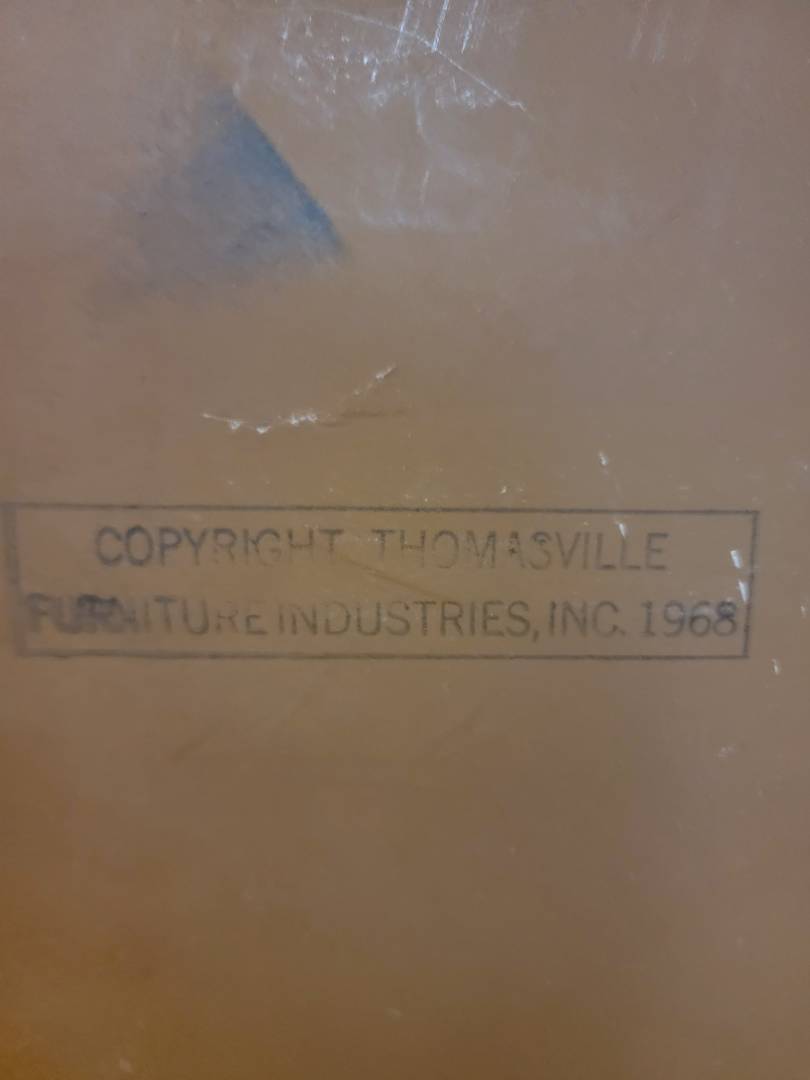 COPYRIGHT THOMASVILLE
FURNITURE INDUSTRIES, INC. 1968